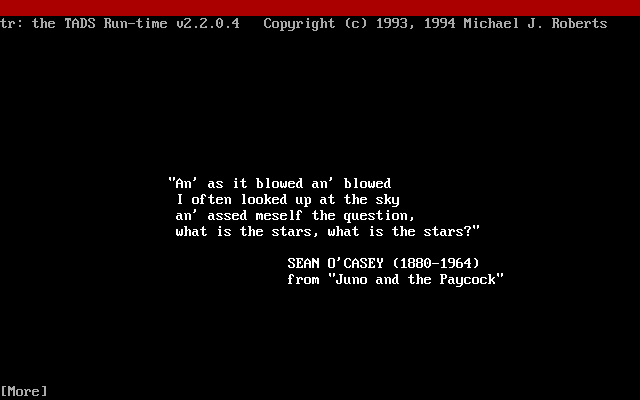 tr: the TADS Run-time v2.2.0.4   Copyright (c) 1993, 1994 Michael J. Roberts
"An' as it blowed an' blowed
I often looked up at the sky
an' assed meself the question,
what is the stars, what is the stars?"
SEAN O'CASEY (1880-1964)
from "Juno and the Paycock"
[More]